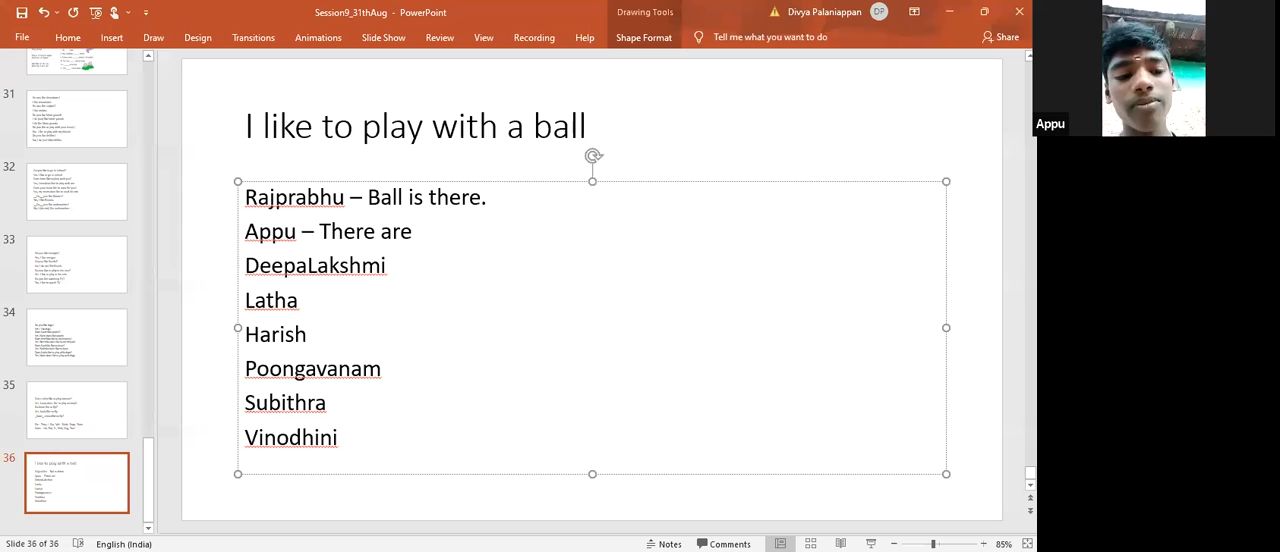 Session9_31thAug - PowerPoint
Drawing Tools
Divya Palaniappan
DP
File
Home
Insert
Draw
Design
Transitions
Animations
Slide Show
Review
View
Recording
Help
Shape Format
Tell me what you want to do
Share
31
32
33
34
35
36
I like to play with a ball
Rajprabhu – Ball is there.
Appu – There are
DeepaLakshmi
Latha
Harish
Poongavanam
Subithra
Vinodhini
Appu
Slide 36 of 36
English (India)
Notes
Comments
85%